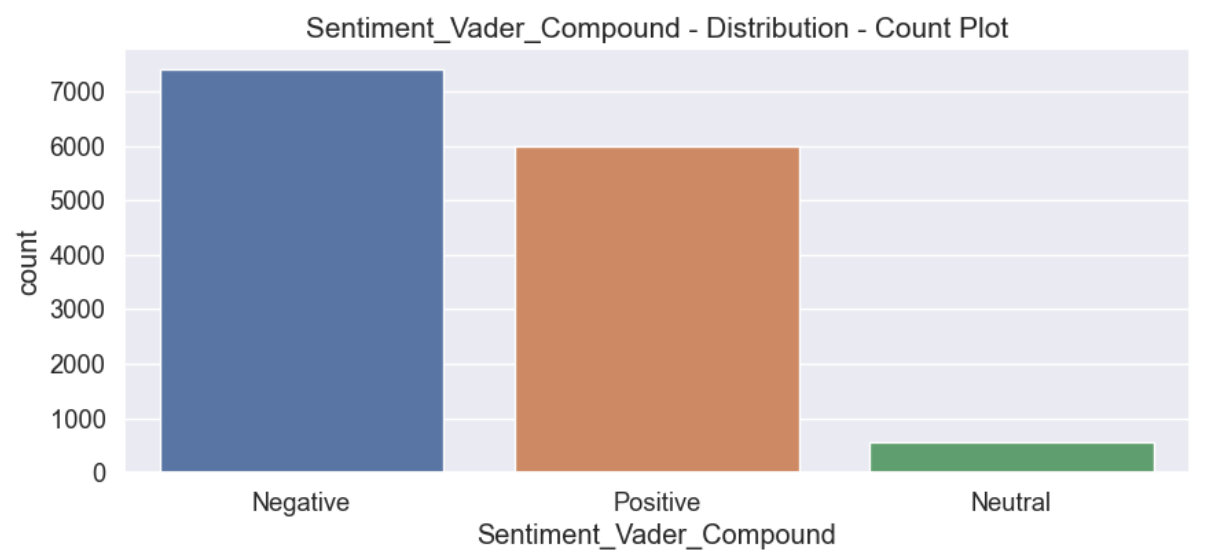 Sentiment_Vader_Compound - Distribution - Count Plot
7000
6000
5000
4000
3000
2000
1000
0
count
Negative Positive Neutral
Sentiment_Vader_Compound